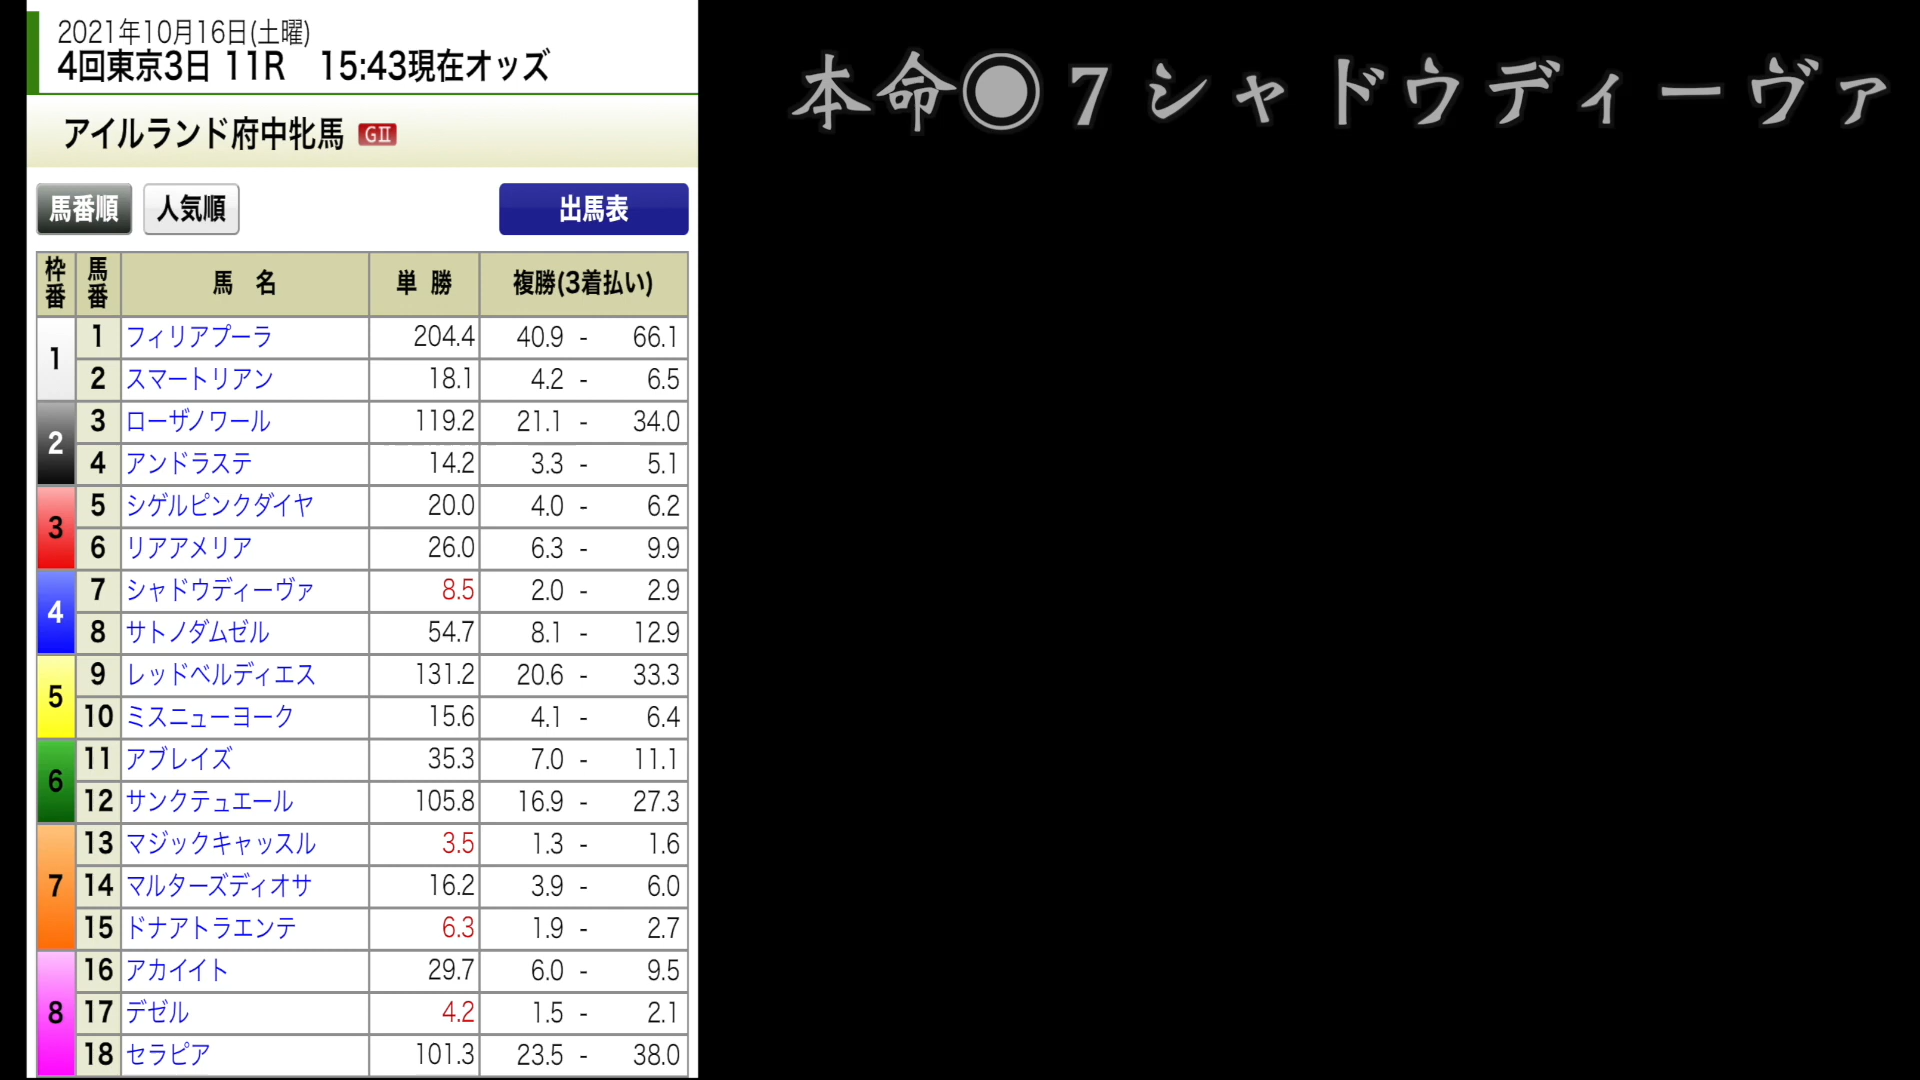 2021年10月16日(土曜)
4回東京3日 11R 15:43現在オッズ
アイルランド府中牝馬 GⅡ
馬番順 人気順 出馬表
枠番 馬番 馬 名 単 勝 複勝(3着払い)
1 1 フィリアプーラ 204.4 40.9 - 66.1
2 スマートリアン 18.1 4.2 - 6.5
2 3 ローザノワール 119.2 21.1 - 34.0
4 アンドラステ 14.2 3.3 - 5.1
3 5 シゲルピンクダイヤ 20.0 4.0 - 6.2
6 リアアメリア 26.0 6.3 - 9.9
4 7 シャドウディーヴァ 8.5 2.0 - 2.9
8 サトノダムゼル 54.7 8.1 - 12.9
5 9 レッドベルディエス 131.2 20.6 - 33.3
10 ミスニューヨーク 15.6 4.1 - 6.4
6 11 アブレイズ 35.3 7.0 - 11.1
12 サンクテュエール 105.8 16.9 - 27.3
7 13 マジックキャッスル 3.5 1.3 - 1.6
14 マルターズディオサ 16.2 3.9 - 6.0
15 ドナアトラエンテ 6.3 1.9 - 2.7
8 16 アカイイト 29.7 6.0 - 9.5
17 デゼル 4.2 1.5 - 2.1
18 セラピア 101.3 23.5 - 38.0
本命◉7シャドウディーヴァ